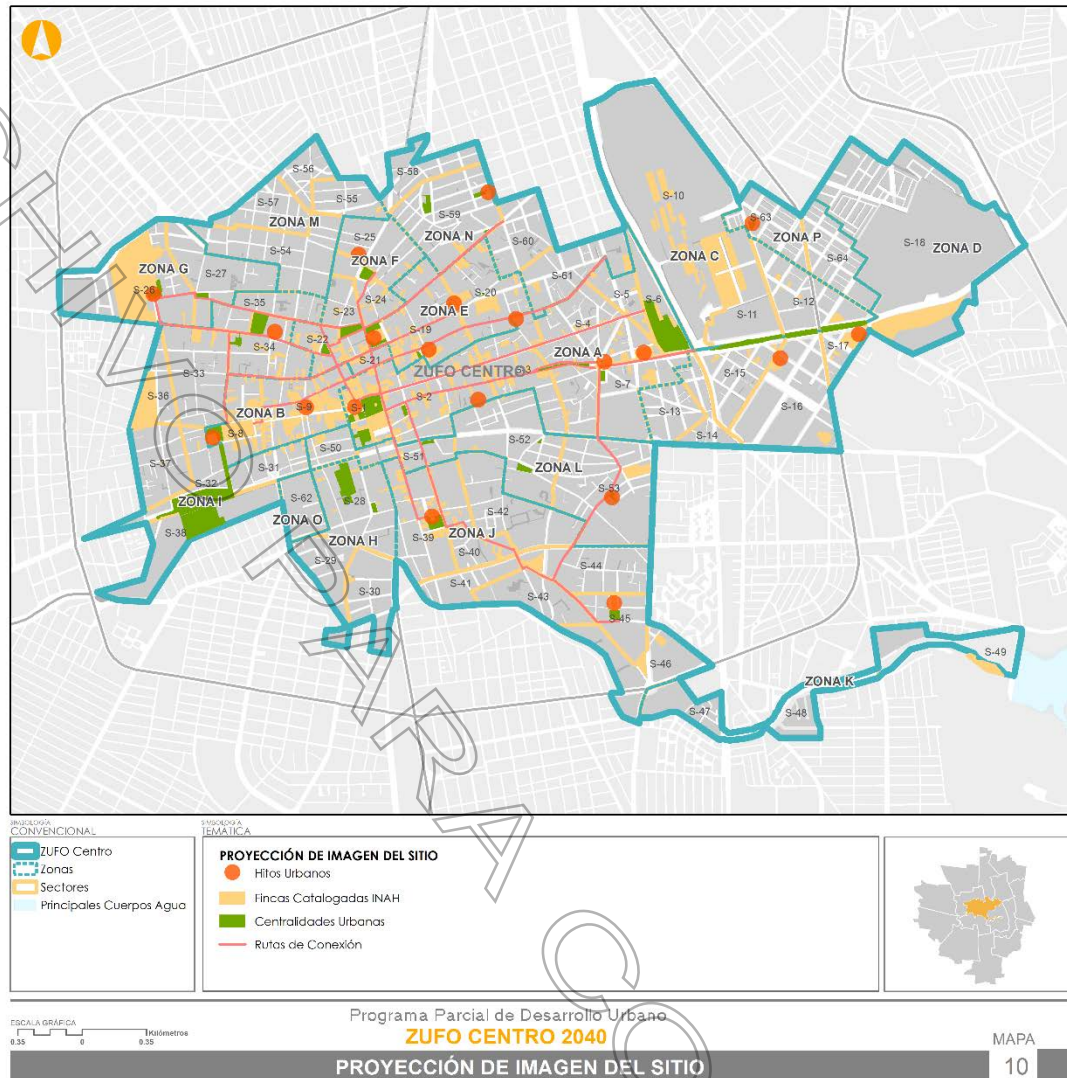 S-56
S-58
S-57
S-55
ZONA M
S-59
S-10
S-63
S-25
ZONA N
ZONA P
S-54
S-60
S-18
ZONA D
ZONA G
S-27
ZONA F
ZONA C
S-64
S-61
S-26
S-35
S-24
S-20
S-5
S-6
S-12
S-23
ZONA E
S-11
S-34
S-22
S-19
S-4
S-17
S-21
ZONA A
S-33
ZUFO CENTRO
S-3
S-7
S-15
S-36
S-2
ZONA B
S-9
S-1
S-13
S-16
S-8
S-14
S-50
S-52
S-37
S-31
S-51
ZONA L
S-32
S-53
ZONA I
S-62
S-28
S-42
ZONA O
S-38
ZONA J
S-39
ZONA H
S-40
S-29
S-44
S-41
S-30
S-43
S-45
S-49
S-46
ZONA K
S-47
S-48
SIMBOLOGÍA
CONVENCIONAL
ZUFO Centro
Zonas
Sectores
Principales Cuerpos Agua
SIMBOLOGÍA
TEMÁTICA
PROYECCIÓN DE IMAGEN DEL SITIO
Hitos Urbanos
Fincas Catalogadas INAH
Centralidades Urbanas
Rutas de Conexión
ESCALA GRÁFICA
Kilómetros
0.35 0 0.35
Programa Parcial de Desarrollo Urbano
ZUFO CENTRO 2040
PROYECCIÓN DE IMAGEN DEL SITIO
MAPA
10